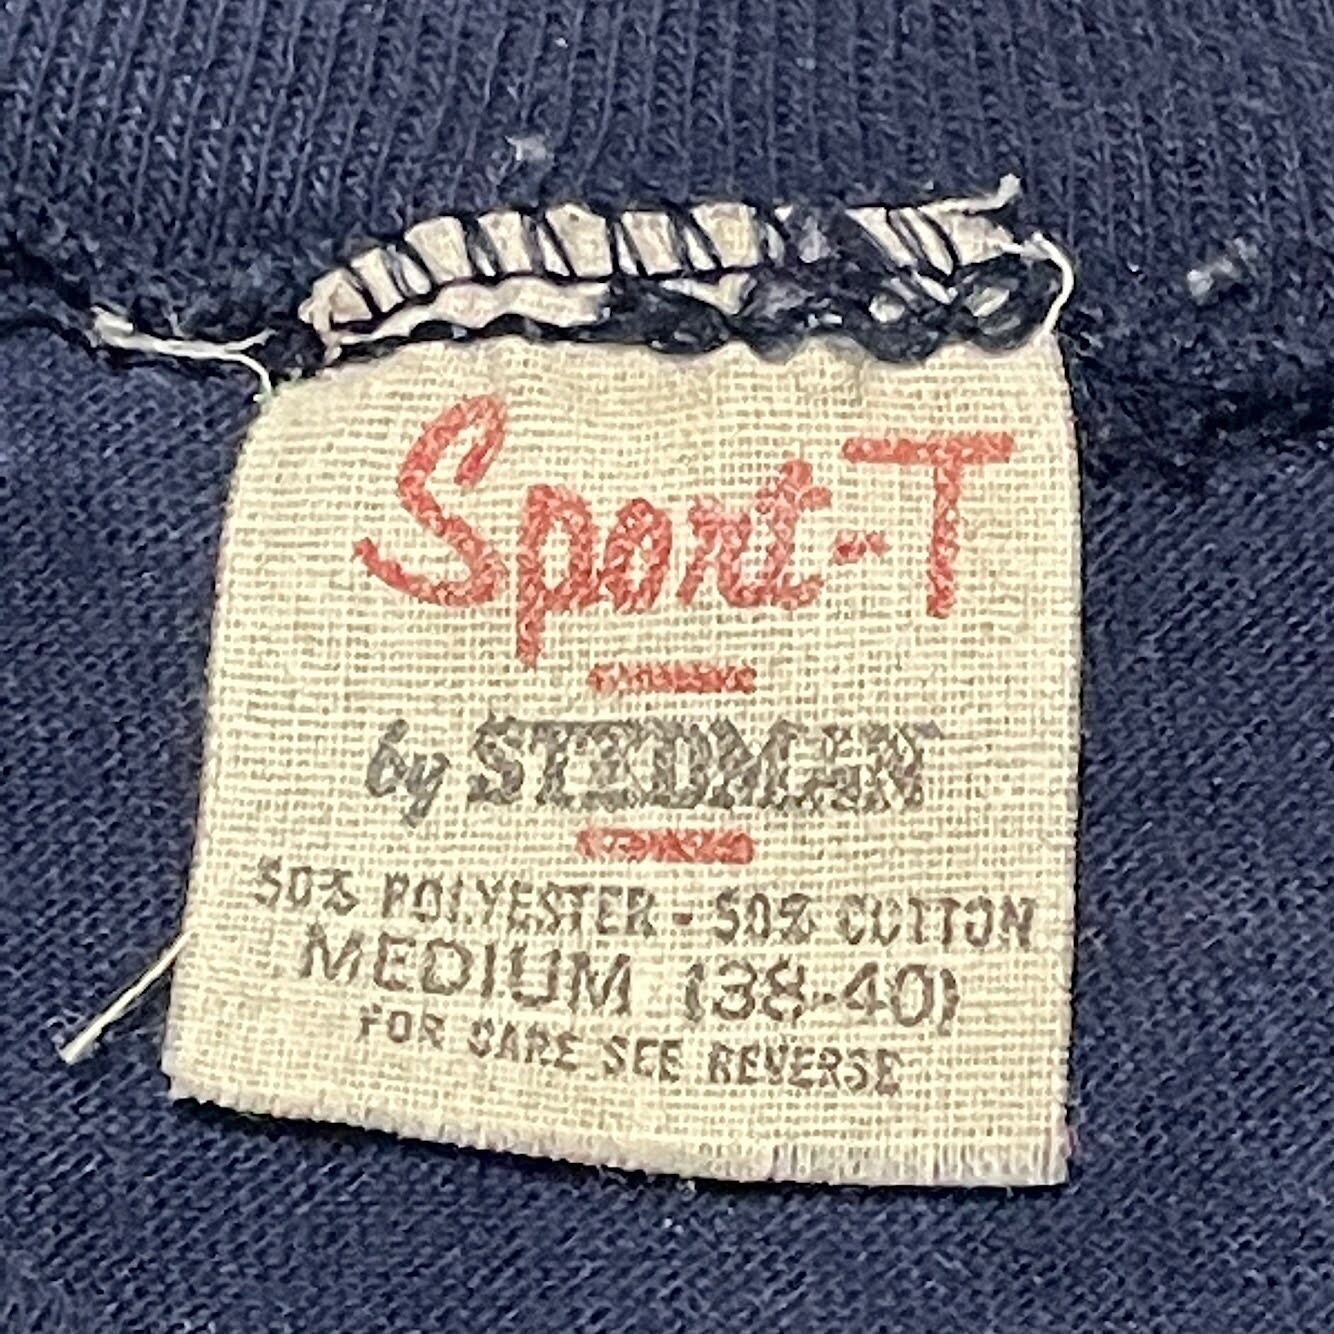 Sport-T
by STEDMAN
50% POLYESTER - 50% COTTON
MEDIUM (38-40)
FOR CARE SEE REVERSE